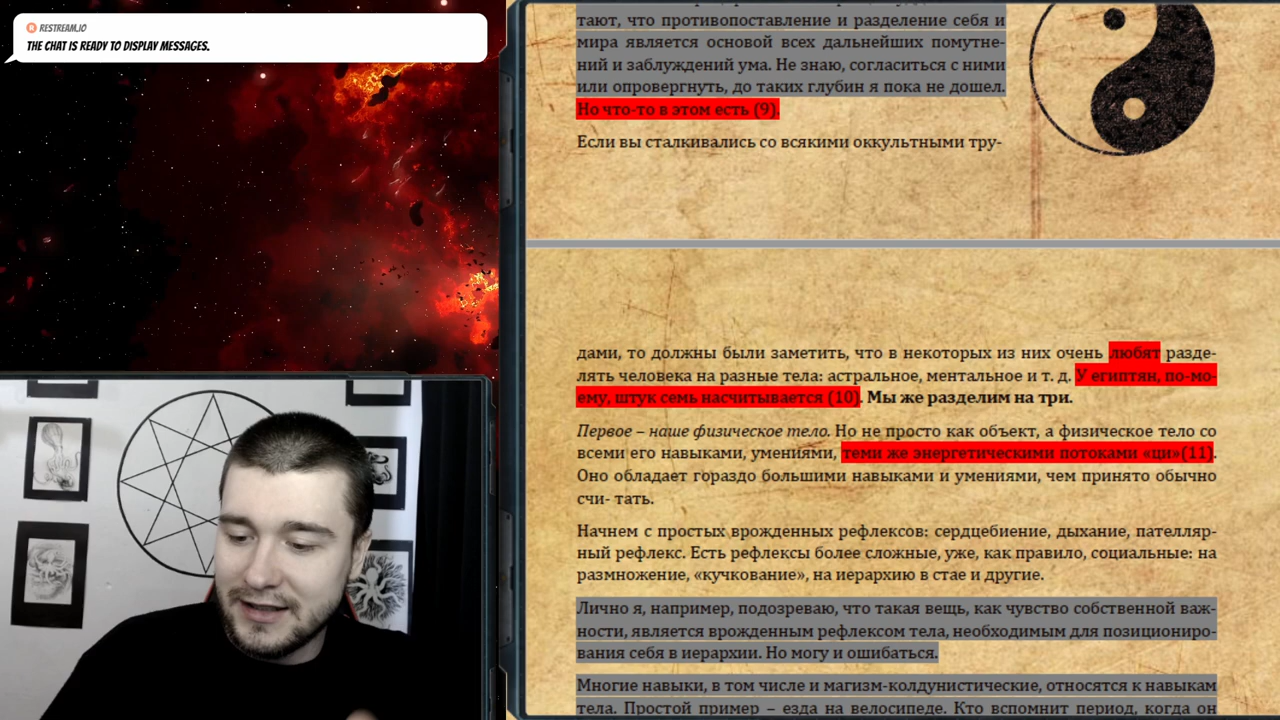 RESTREAM.IO
THE CHAT IS READY TO DISPLAY MESSAGES.
тают, что противопоставление и разделение себя и
мира является основой всех дальнейших помутне-
ний и заблуждений ума. Не знаю, согласиться с ними
или опровергнуть, до таких глубин я пока не дошел.
Но что-то в этом есть (9).
Если вы сталкивались со всякими оккультными тру-
дами, то должны были заметить, что в некоторых из них очень любят разде-
лять человека на разные тела: астральное, ментальное и т. д. У египтян, по-мо-
ему, штук семь насчитывается (10). Мы же разделим на три.
Первое – наше физическое тело. Но не просто как объект, а физическое тело со
всеми его навыками, умениями, теми же энергетическими потоками «ци»(11).
Оно обладает гораздо большими навыками и умениями, чем принято обычно
счи- тать.
Начнем с простых врожденных рефлексов: сердцебиение, дыхание, пателляр-
ный рефлекс. Есть рефлексы более сложные, уже, как правило, социальные: на
размножение, «кучкование», на иерархию в стае и другие.
Лично я, например, подозреваю, что такая вещь, как чувство собственной важ-
ности, является врожденным рефлексом тела, необходимым для позициониро-
вания себя в иерархии. Но могу и ошибаться.
Многие навыки, в том числе и магизм-колдунистические, относятся к навыкам
тела. Простой пример – езда на велосипеде. Кто вспомнит период, когда он